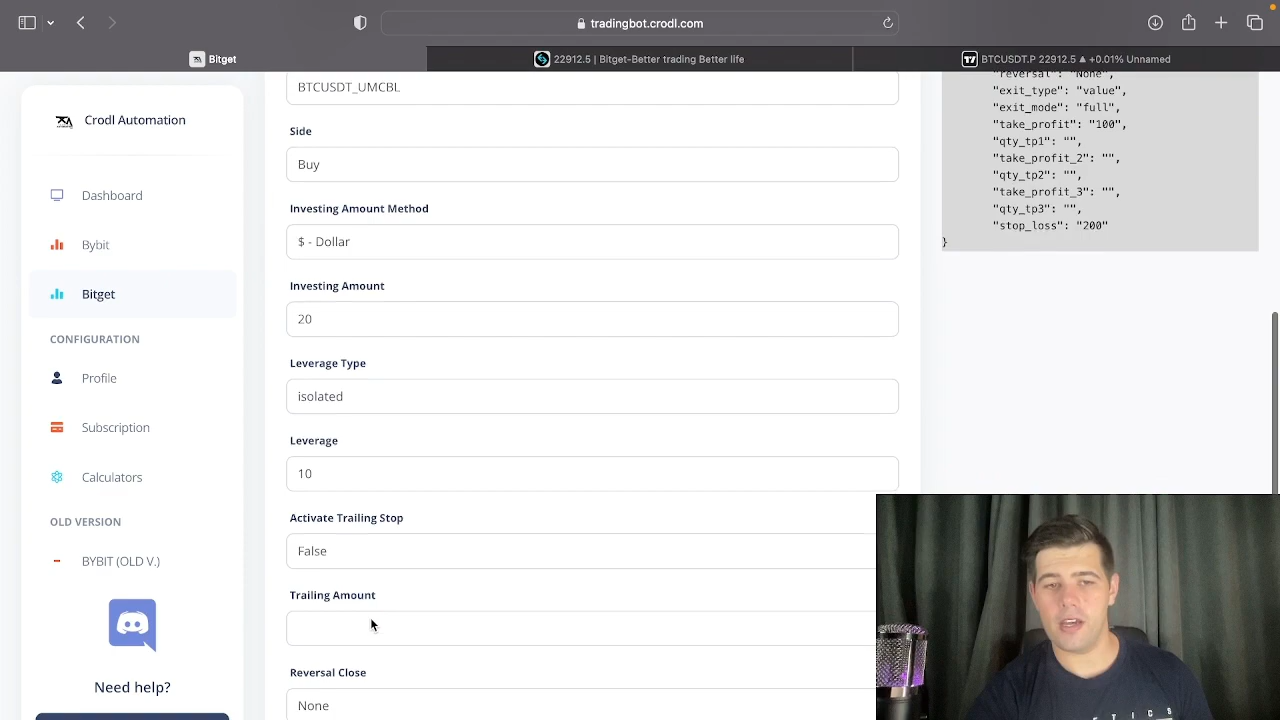 tradingbot.crodl.com
Bitget
22912.5 | Bitget-Better trading Better life
BTCUSDT.P 22912.5 ▲ +0.01% Unnamed
Crodl Automation
Dashboard
Bybit
Bitget
CONFIGURATION
Profile
Subscription
Calculators
OLD VERSION
BYBIT (OLD V.)
Need help?
BTCUSDT_UMCBL
Side
Buy
Investing Amount Method
$ - Dollar
Investing Amount
20
Leverage Type
isolated
Leverage
10
Activate Trailing Stop
False
Trailing Amount
Reversal Close
None
"reversal": "None",
"exit_type": "value",
"exit_mode": "full",
"take_profit": "100",
"qty_tp1": "",
"take_profit_2": "",
"qty_tp2": "",
"take_profit_3": "",
"qty_tp3": "",
"stop_loss": "200"
}